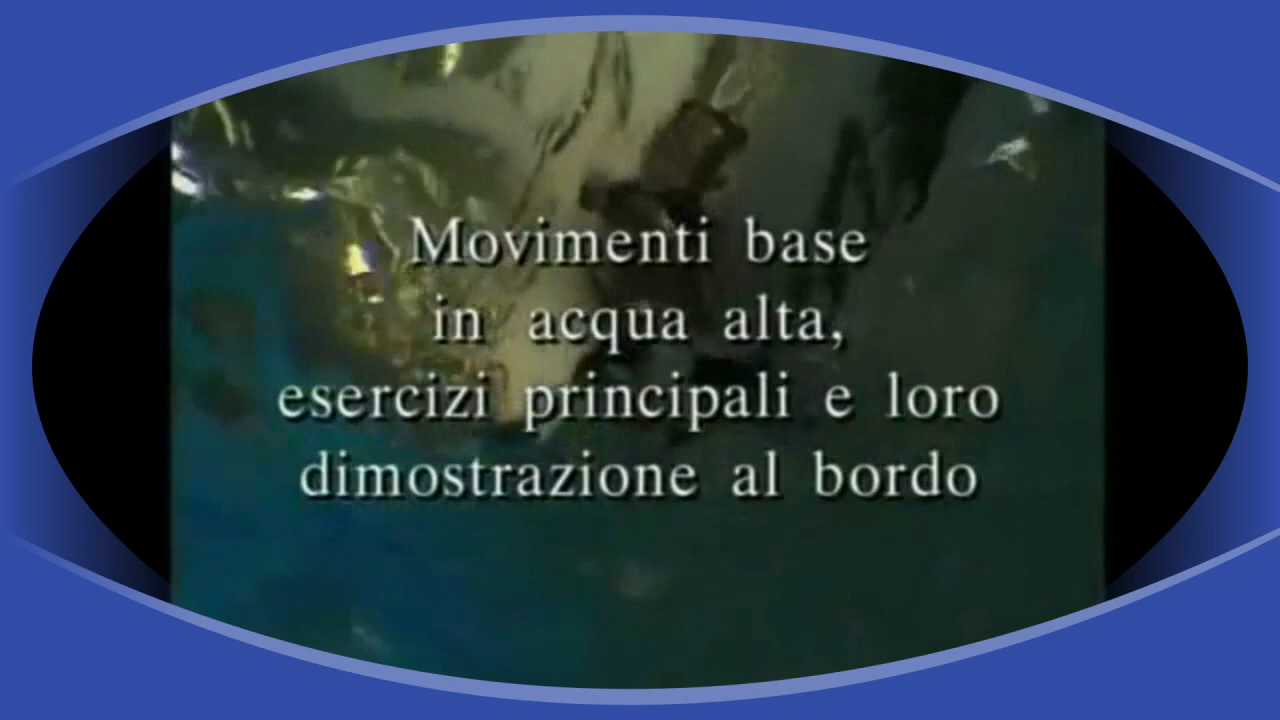 Movimenti base
in acqua alta,
esercizi principali e loro
dimostrazione al bordo